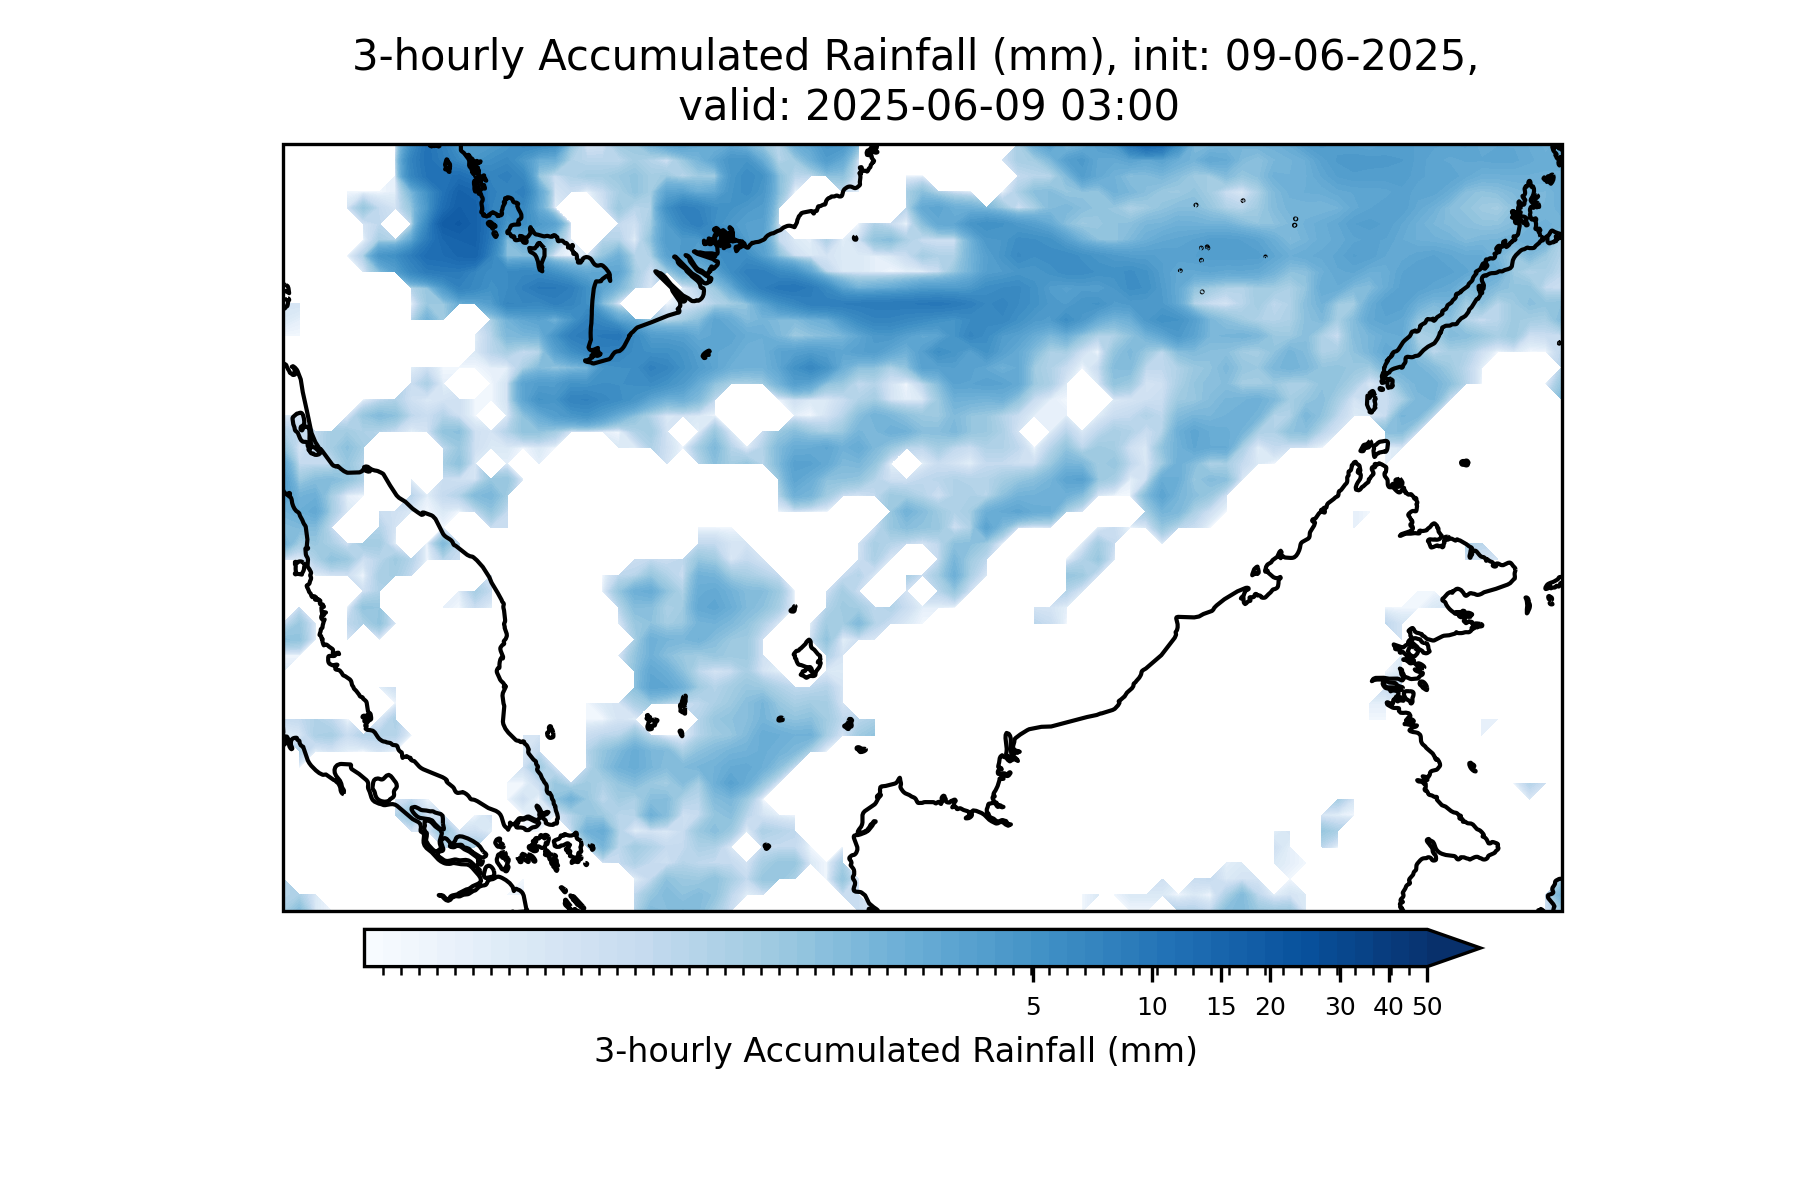 3-hourly Accumulated Rainfall (mm), init: 09-06-2025,
valid: 2025-06-09 03:00
5 10 15 20 30 40 50
3-hourly Accumulated Rainfall (mm)